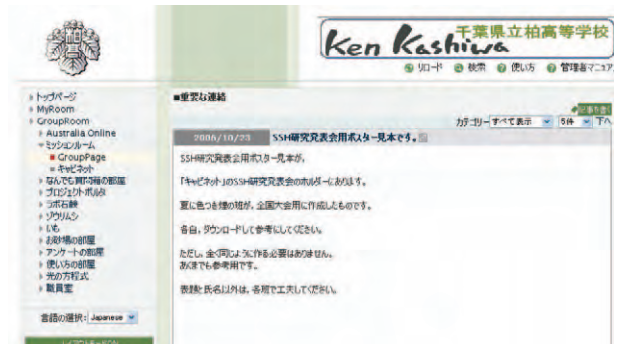 千葉県立柏高等学校
Ken Kashiwa
リロード 検索 使い方 管理者マニュア
トップページ
MyRoom
GroupRoom
Australia Online
ミッションルーム
GroupPage
キャビネット
なんでも質問箱の部屋
プロジェクトホルダ
ラボ石鹸
ゾウリムシ
いも
お砂場の部屋
アンケートの部屋
使い方の部屋
光の方程式
職員室
言語の選択: Japanese
■重要な連絡
記事を書く
カテゴリー すべて表示 5件 下へ
2006/10/23 SSH研究発表会用ポスター見本です。
SSH研究発表会用ポスター見本が、
「キャビネット」のSSH研究発表会のホルダーにあります。
夏に色づき煙の班が、全国大会用に作成したものです。
各自、ダウンロードして参考にしてください。
ただし、全く同じように作る必要はありません。
あくまでも参考用です。
表題と氏名以外は、各班で工夫してください。